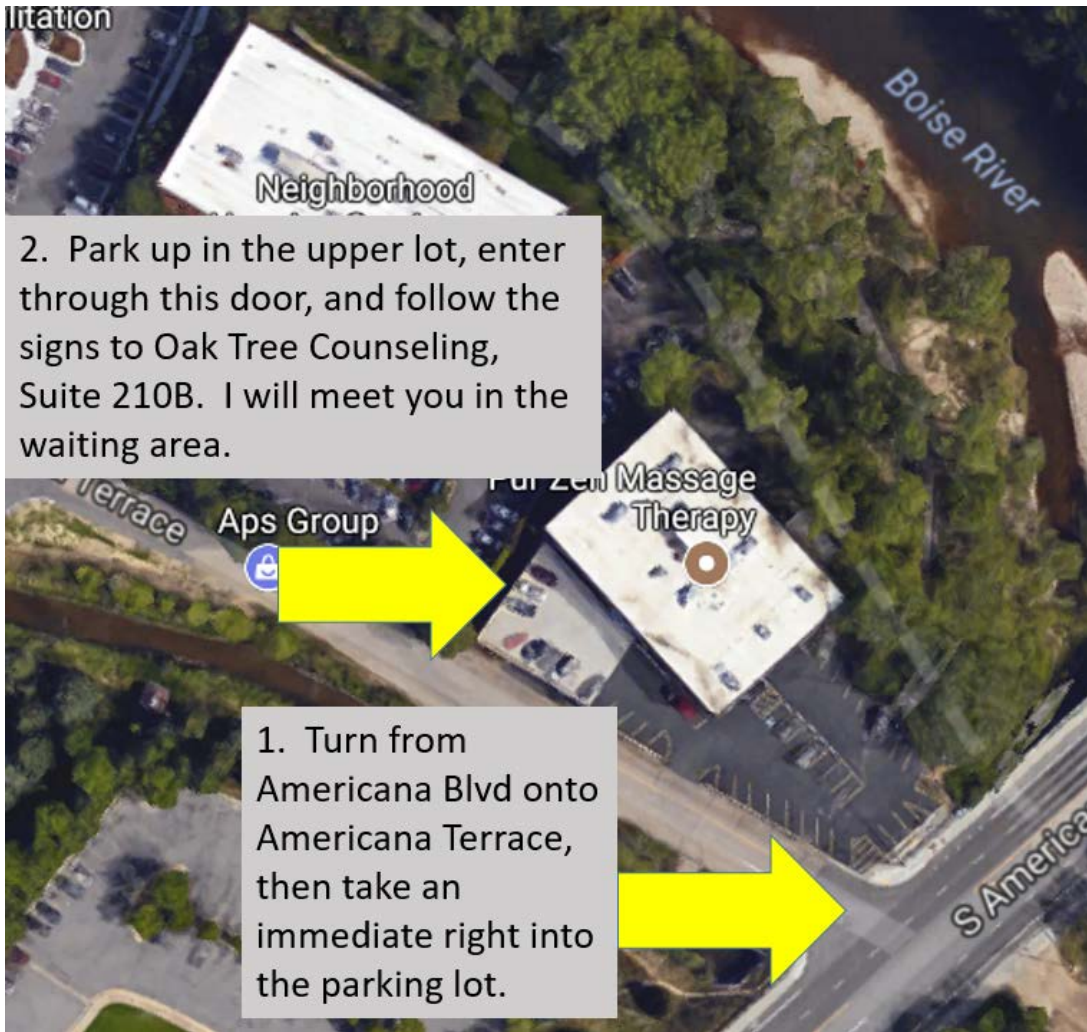 litation
Boise River
Neighborhood
2. Park up in the upper lot, enter
through this door, and follow the
signs to Oak Tree Counseling,
Suite 210B. I will meet you in the
waiting area.
Massage
Therapy
Terrace
Aps Group
1. Turn from
Americana Blvd onto
Americana Terrace,
then take an
immediate right into
the parking lot.
S America